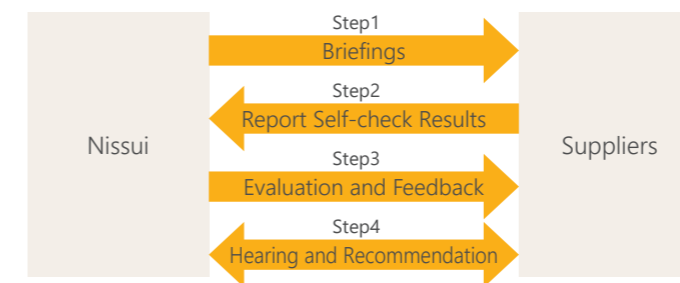 Step1
Briefings
Step2
Report Self-check Results
Nissui
Suppliers
Step3
Evaluation and Feedback
Step4
Hearing and Recommendation